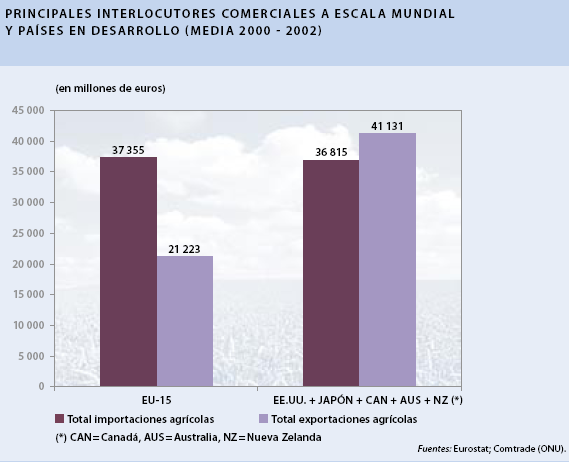 PRINCIPALES INTERLOCUTORES COMERCIALES A ESCALA MUNDIAL
Y PAÍSES EN DESARROLLO (MEDIA 2000 - 2002)
(en millones de euros)
45 000
40 000
35 000
30 000
25 000
20 000
15 000
10 000
5 000
0
37 355
21 223
36 815
41 131
EU-15
EE.UU. + JAPÓN + CAN + AUS + NZ (*)
Total importaciones agrícolas
Total exportaciones agrícolas
(*) CAN= Canadá, AUS= Australia, NZ= Nueva Zelanda
Fuentes: Eurostat; Comtrade (ONU).